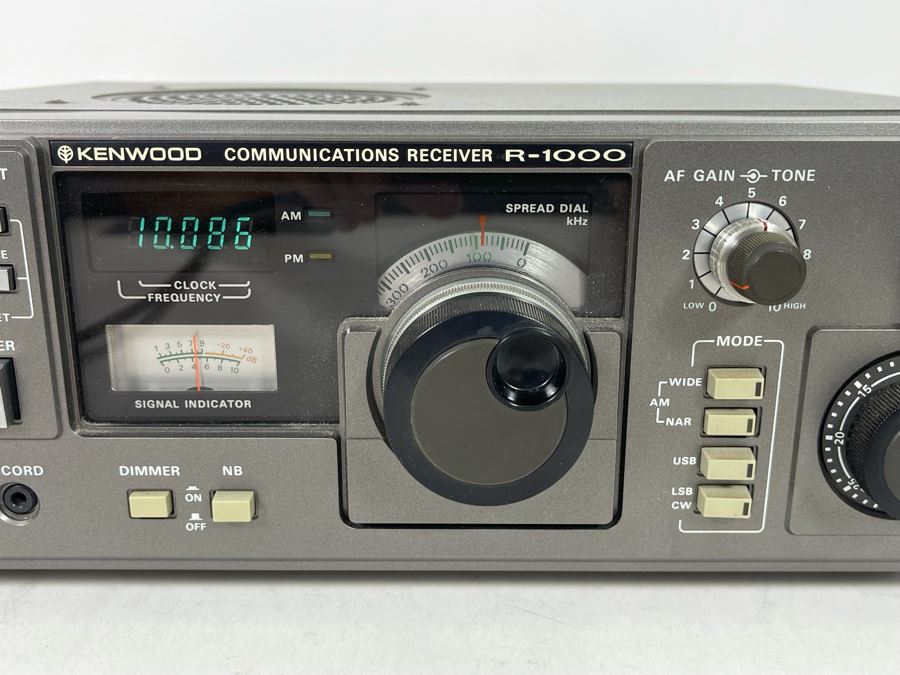 KENWOOD COMMUNICATIONS RECEIVER R-1000
10.086
AM
PM
CLOCK
FREQUENCY
SPREAD DIAL
kHz
300 200 100 0
1 3 5 7 9 +20 +40
dB
0 2 4 6 8 10
SIGNAL INDICATOR
AF GAIN TONE
0 1 2 3 4 5 6 7 8 10
LOW HIGH
MODE
WIDE
AM
NAR
USB
LSB
CW
15
20
25
T
E
ET
ER
CORD
DIMMER
NB
ON
OFF